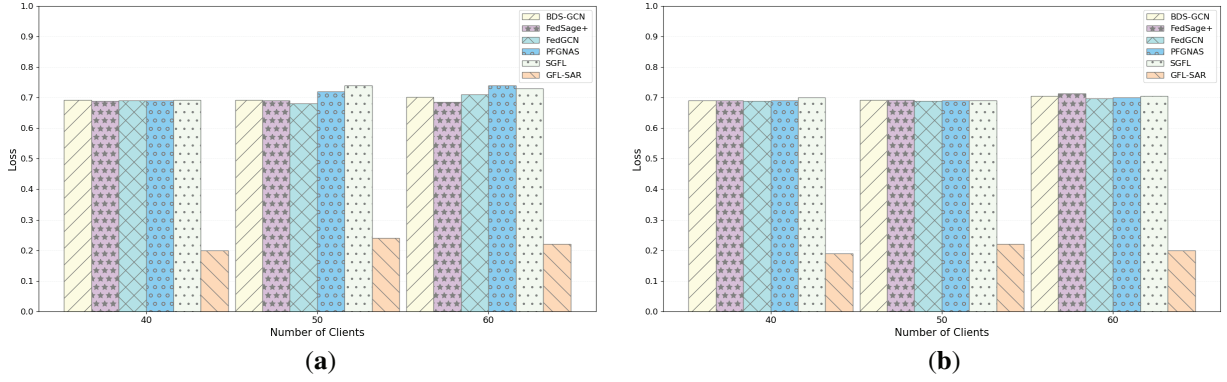 1.0
0.9
0.8
0.7
0.6
0.5
0.4
0.3
0.2
0.1
0.0
Loss
BDS-GCN
FedSage+
FedGCN
PFGNAS
SGFL
GFL-SAR
40
50
60
Number of Clients
(a)
1.0
0.9
0.8
0.7
0.6
0.5
0.4
0.3
0.2
0.1
0.0
Loss
BDS-GCN
FedSage+
FedGCN
PFGNAS
SGFL
GFL-SAR
40
50
60
Number of Clients
(b)